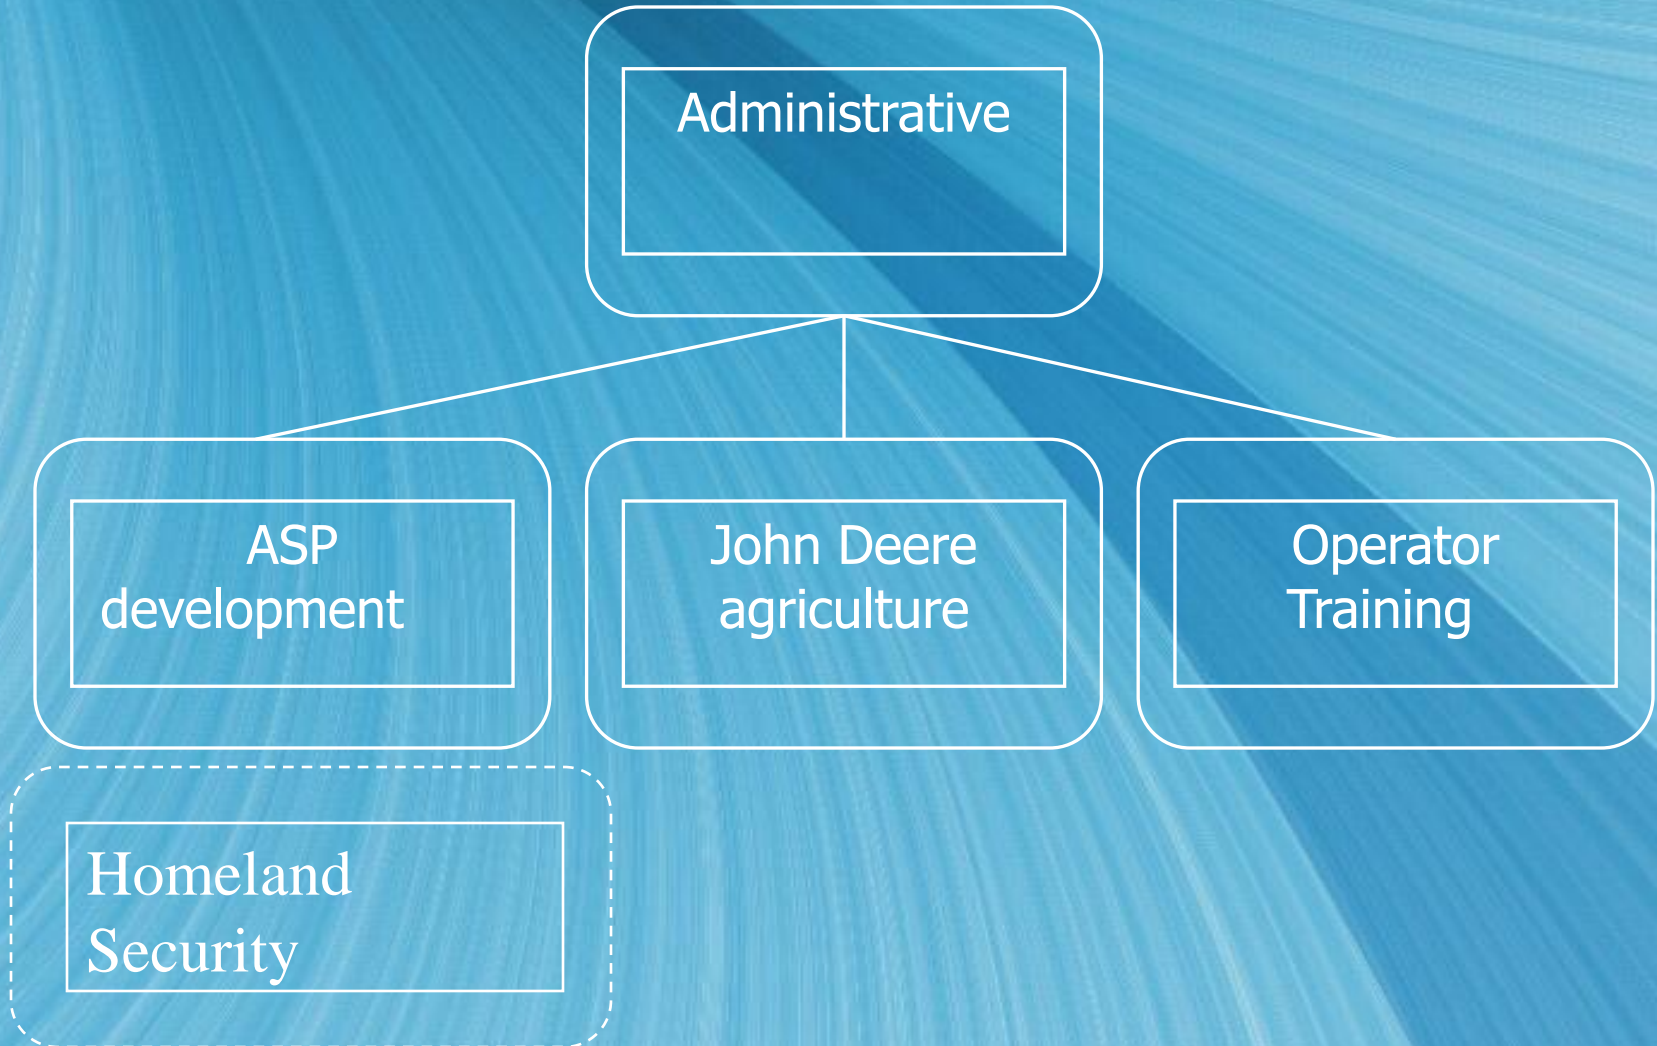 Administrative
ASP
development
John Deere
agriculture
Operator
Training
Homeland
Security